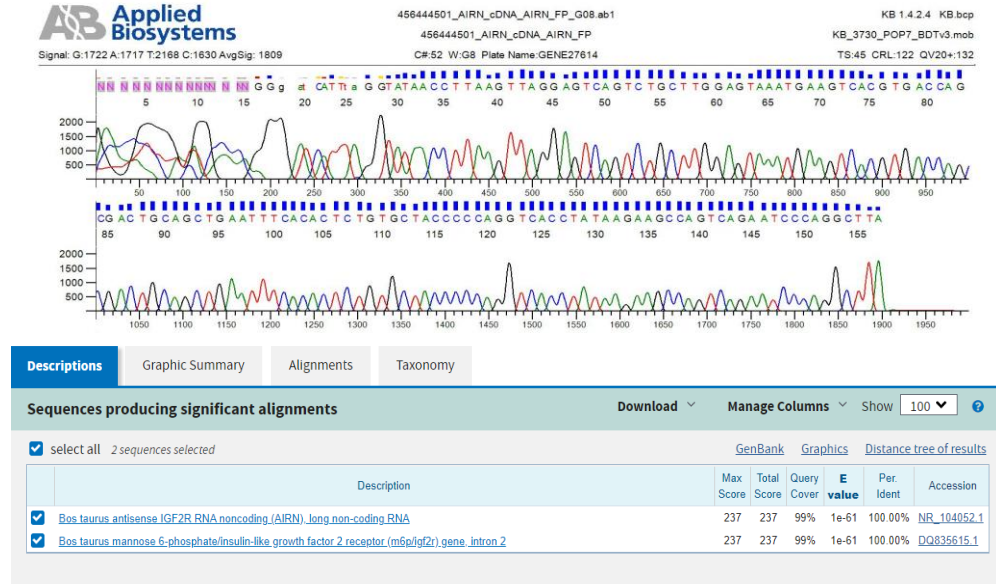 AB Applied Biosystems
456444501_AIRN_cDNA_AIRN_FP_G08.ab1
KB 1.4.2.4 KB.bcp
456444501_AIRN_cDNA_AIRN_FP
KB_3730_POP7_BDTv3.mob
Signal: G:1722 A:1717 T:2168 C:1630 AvgSig: 1809
C#:52 W:G8 Plate Name:GENE27614
TS:45 CRL:122 QV20+:132
NN NN NNNNNNNNNN N NN G G g at CATTt a GGTATAACCTTAAGTTAGGAGTCAGTCTGCTTGGAGTAAATGAAGTCACGTGACCAG
5 10 15 20 25 30 35 40 45 50 55 60 65 70 75 80
2000
1500
1000
500
50 100 150 200 250 300 350 400 450 500 550 600 650 700 750 800 850 900 950
CGACTGCAGCTGAATTTCACACTCTGTGCTACCCCCAGGTCACCTATAAGAAGCCAGTCAGAATCCCAGGCTTA
85 90 95 100 105 110 115 120 125 130 135 140 145 150 155
2000
1500
1000
500
1050 1100 1150 1200 1250 1300 1350 1400 1450 1500 1550 1600 1650 1700 1750 1800 1850 1900 1950
Descriptions Graphic Summary Alignments Taxonomy
Sequences producing significant alignments Download Manage Columns Show 100 ?
select all 2 sequences selected GenBank Graphics Distance tree of results
Description Max Score Total Score Query Cover E value Per. Ident Accession
Bos taurus antisense IGF2R RNA noncoding (AIRN), long non-coding RNA 237 237 99% 1e-61 100.00% NR_104052.1
Bos taurus mannose 6-phosphate/insulin-like growth factor 2 receptor (m6p/igf2r) gene, intron 2 237 237 99% 1e-61 100.00% DQ835615.1